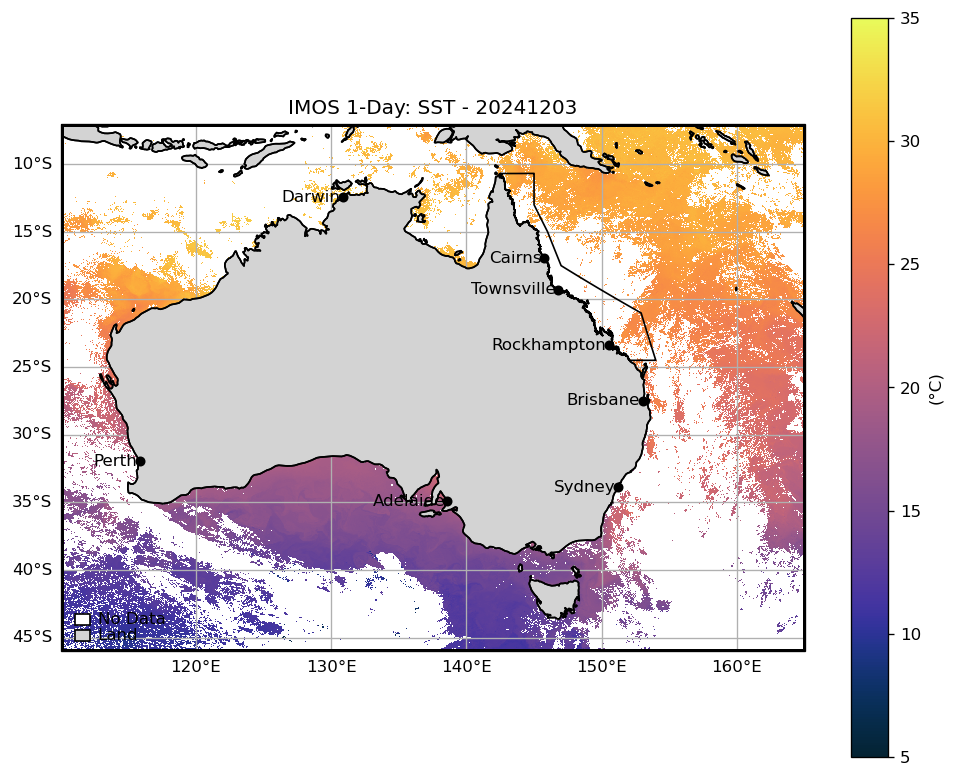 IMOS 1-Day: SST - 20241203
35
30
25
20
15
10
5
(°C)
10°S
15°S
20°S
25°S
30°S
35°S
40°S
45°S
Darwin
Cairns
Townsville
Rockhampton
Brisbane
Perth
Sydney
Adelaide
No Data
Land
120°E 130°E 140°E 150°E 160°E